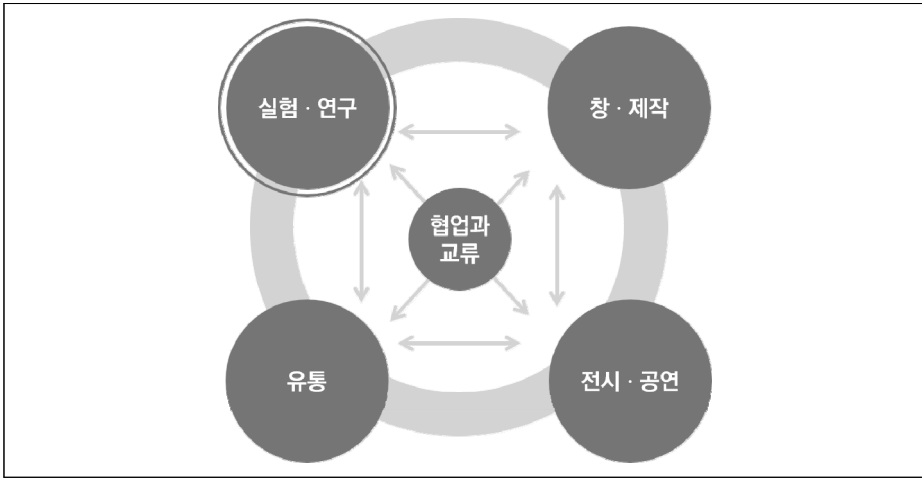 실험 · 연구
창 · 제작
협업과
교류
유통
전시 · 공연